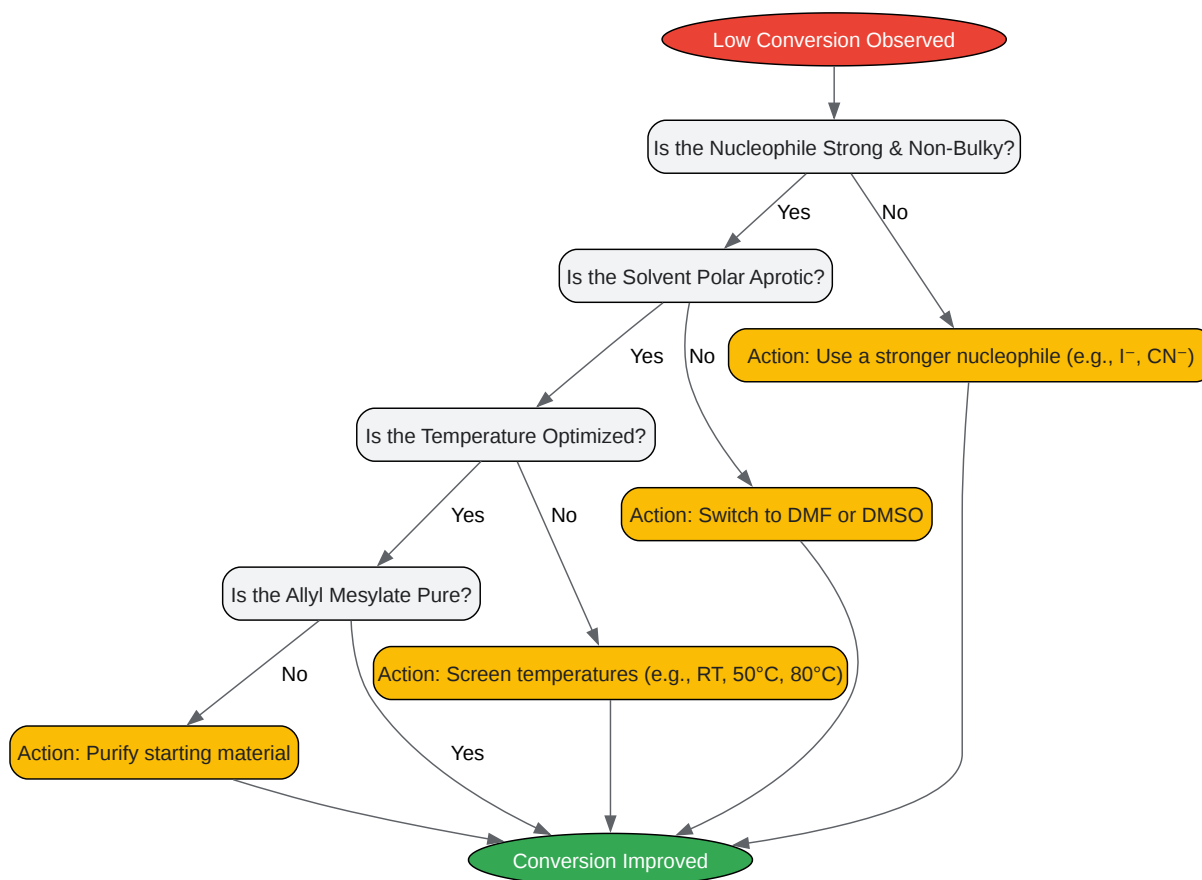 Low Conversion Observed
Is the Nucleophile Strong & Non-Bulky?
Yes
No
Is the Solvent Polar Aprotic?
Yes
No
Action: Use a stronger nucleophile (e.g., I⁻, CN⁻)
Is the Temperature Optimized?
Yes
No
Action: Switch to DMF or DMSO
Is the Allyl Mesylate Pure?
No
Action: Screen temperatures (e.g., RT, 50°C, 80°C)
Action: Purify starting material
Yes
Conversion Improved